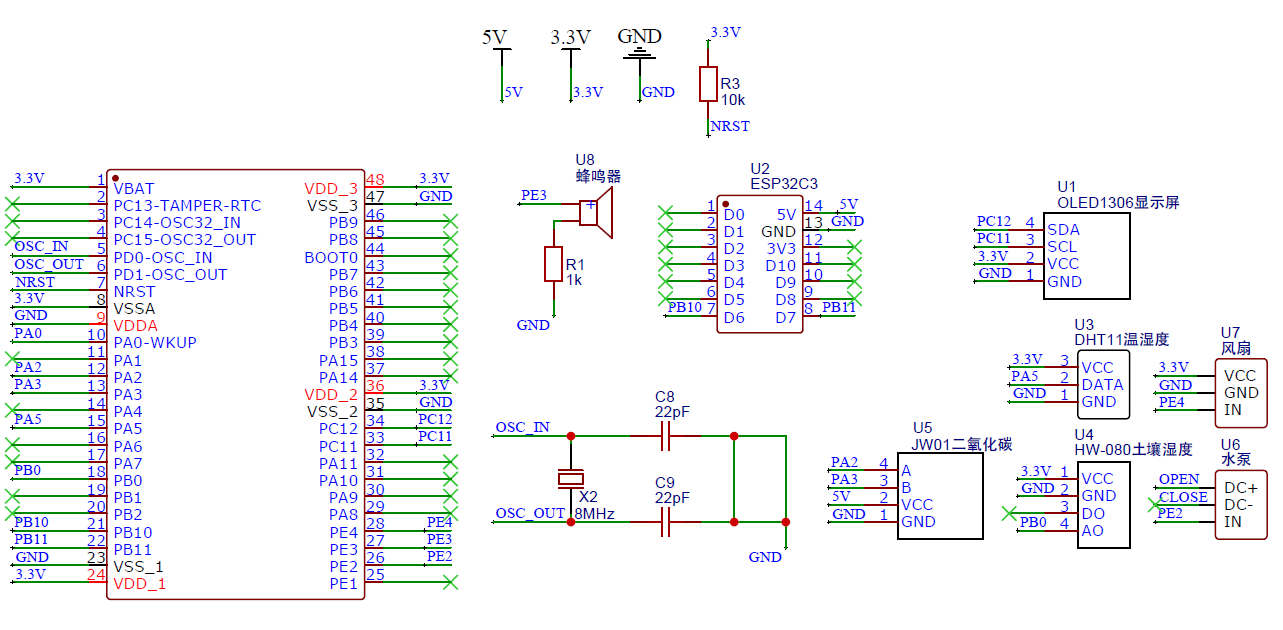 5V
3.3V
GND
5V
3.3V
GND
3.3V
R3
10k
NRST
3.3V 1 VBAT
2 PC13-TAMPER-RTC
3 PC14-OSC32_IN
4 PC15-OSC32_OUT
OSC_IN 5 PD0-OSC_IN
OSC_OUT 6 PD1-OSC_OUT
NRST 7 NRST
3.3V 8 VSSA
GND 9 VDDA
PA0 10 PA0-WKUP
11 PA1
PA2 12 PA2
PA3 13 PA3
14 PA4
PA5 15 PA5
16 PA6
17 PA7
PB0 18 PB0
19 PB1
20 PB2
PB10 21 PB10
PB11 22 PB11
GND 23 VSS_1
3.3V 24 VDD_1
VDD_3 48 3.3V
VSS_3 47 GND
PB9 46
PB8 45
BOOT0 44
PB7 43
PB6 42
PB5 41
PB4 40
PB3 39
PA15 38
PA14 37
VDD_2 36 3.3V
VSS_2 35 GND
PC12 34 PC12
PC11 33 PC11
PA11 32
PA10 31
PA9 30
PA8 29
PE4 28 PE4
PE3 27 PE3
PE2 26 PE2
PE1 25
U8
蜂鸣器
PE3
+
R1
1k
GND
U2
ESP32C3
1 D0
2 D1
3 D2
4 D3
5 D4
6 D5
PB10 7 D6
5V 14 5V
GND 13 GND
3V3 12
D10 11
D9 10
D8 9
D7 8 PB11
U1
OLED1306显示屏
PC12 4 SDA
PC11 3 SCL
3.3V 2 VCC
GND 1 GND
U3
DHT11温湿度
3.3V 3 VCC
PA5 2 DATA
GND 1 GND
U7
风扇
3.3V VCC
GND GND
PE4 IN
C8
22pF
OSC_IN
X2
8MHz
C9
22pF
OSC_OUT
GND
U5
JW01二氧化碳
PA2 4 A
PA3 3 B
5V 2 VCC
GND 1 GND
U4
HW-080土壤湿度
3.3V 1 VCC
GND 2 GND
3 DO
PB0 4 AO
U6
水泵
OPEN DC+
CLOSE DC-
PE2 IN